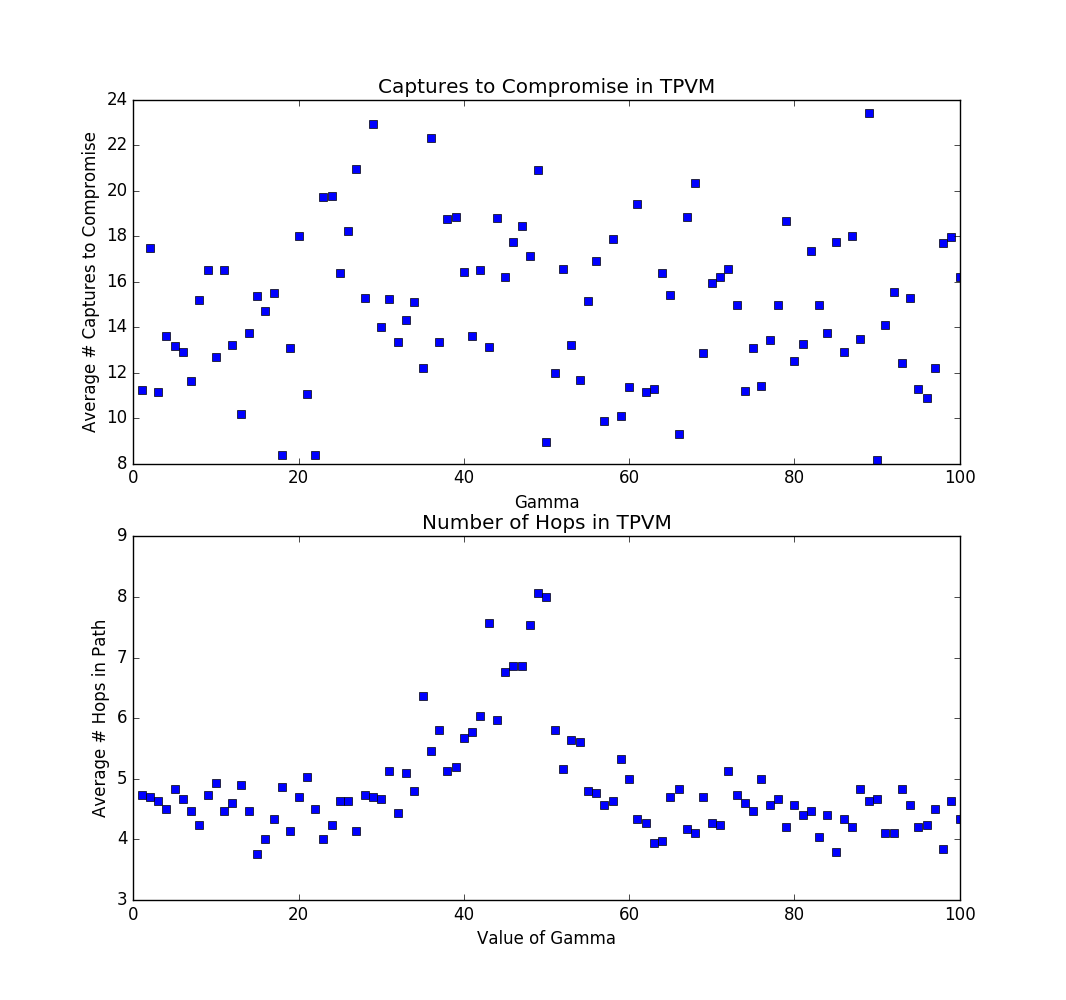 Captures to Compromise in TPVM
Average # Captures to Compromise
24
22
20
18
16
14
12
10
8
0 20 40 60 80 100
Gamma
Number of Hops in TPVM
Average # Hops in Path
9
8
7
6
5
4
3
0 20 40 60 80 100
Value of Gamma